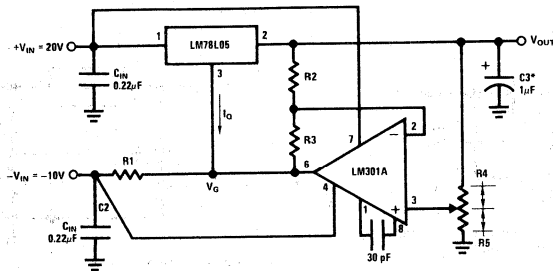 +VIN = 20V
1
LM78L05
2
VOUT
3
CIN
0.22μF
IQ
R2
+
C3*
1μF
7
R3
2
−
−VIN = −10V
R1
6
LM301A
VG
4
R4
C2
+
3
1
8
R5
CIN
0.22μF
30 pF